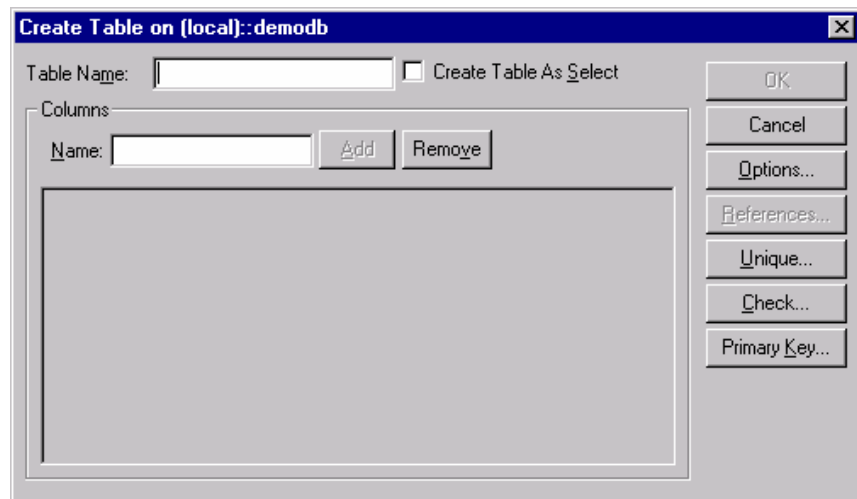 Create Table on (local)::demodb
Table Name:
Create Table As Select
OK
Columns
Cancel
Name:
Add
Remove
Options...
References...
Unique...
Check...
Primary Key...